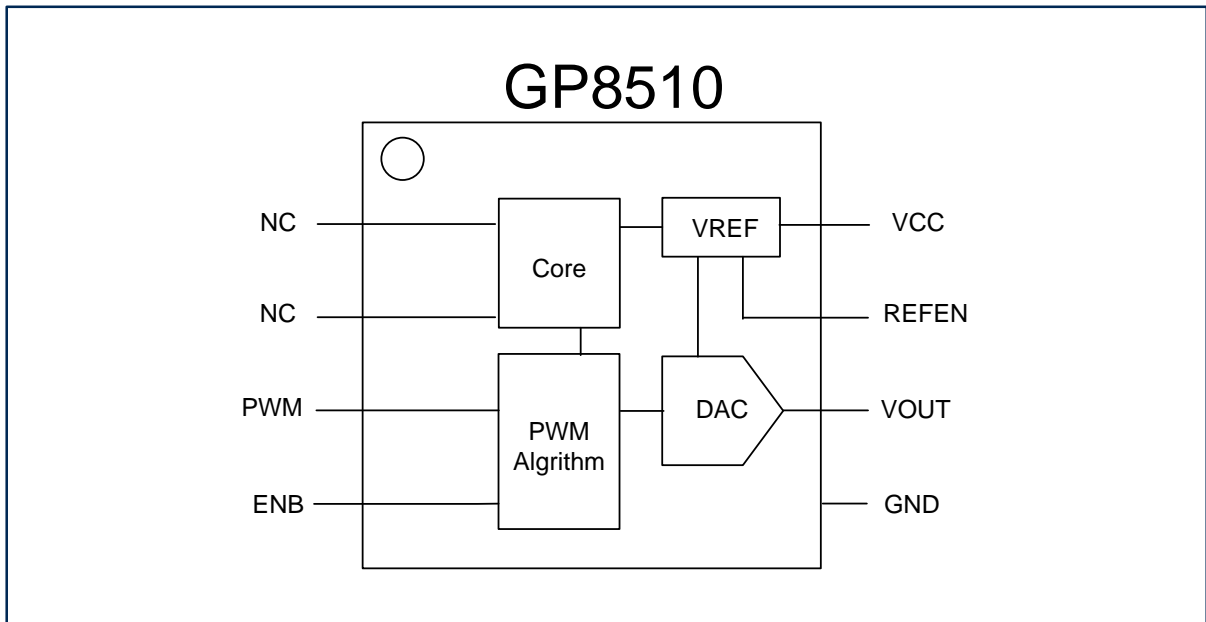 GP8510
NC
Core
VREF
VCC
NC
REFEN
PWM
PWM
Algrithm
DAC
VOUT
ENB
GND